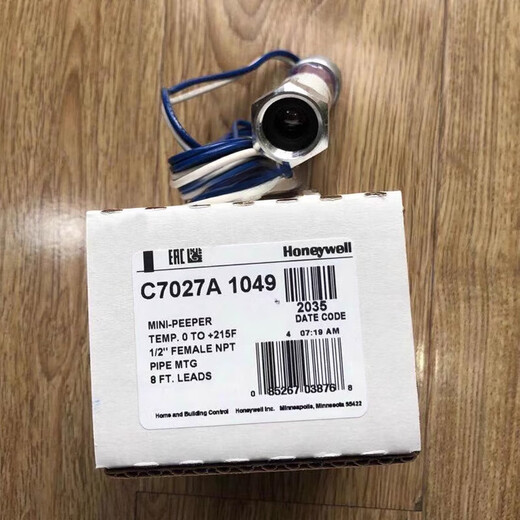 EAC
Honeywell
C7027A 1049
2035
DATE CODE
MINI-PEEPER
TEMP. 0 TO +215F
1/2" FEMALE NPT
PIPE MTG
8 FT. LEADS
4 07:19 AM
0 85267 03876 8
Home and Building Control Honeywell Inc. Minneapolis, Minnesota 55422